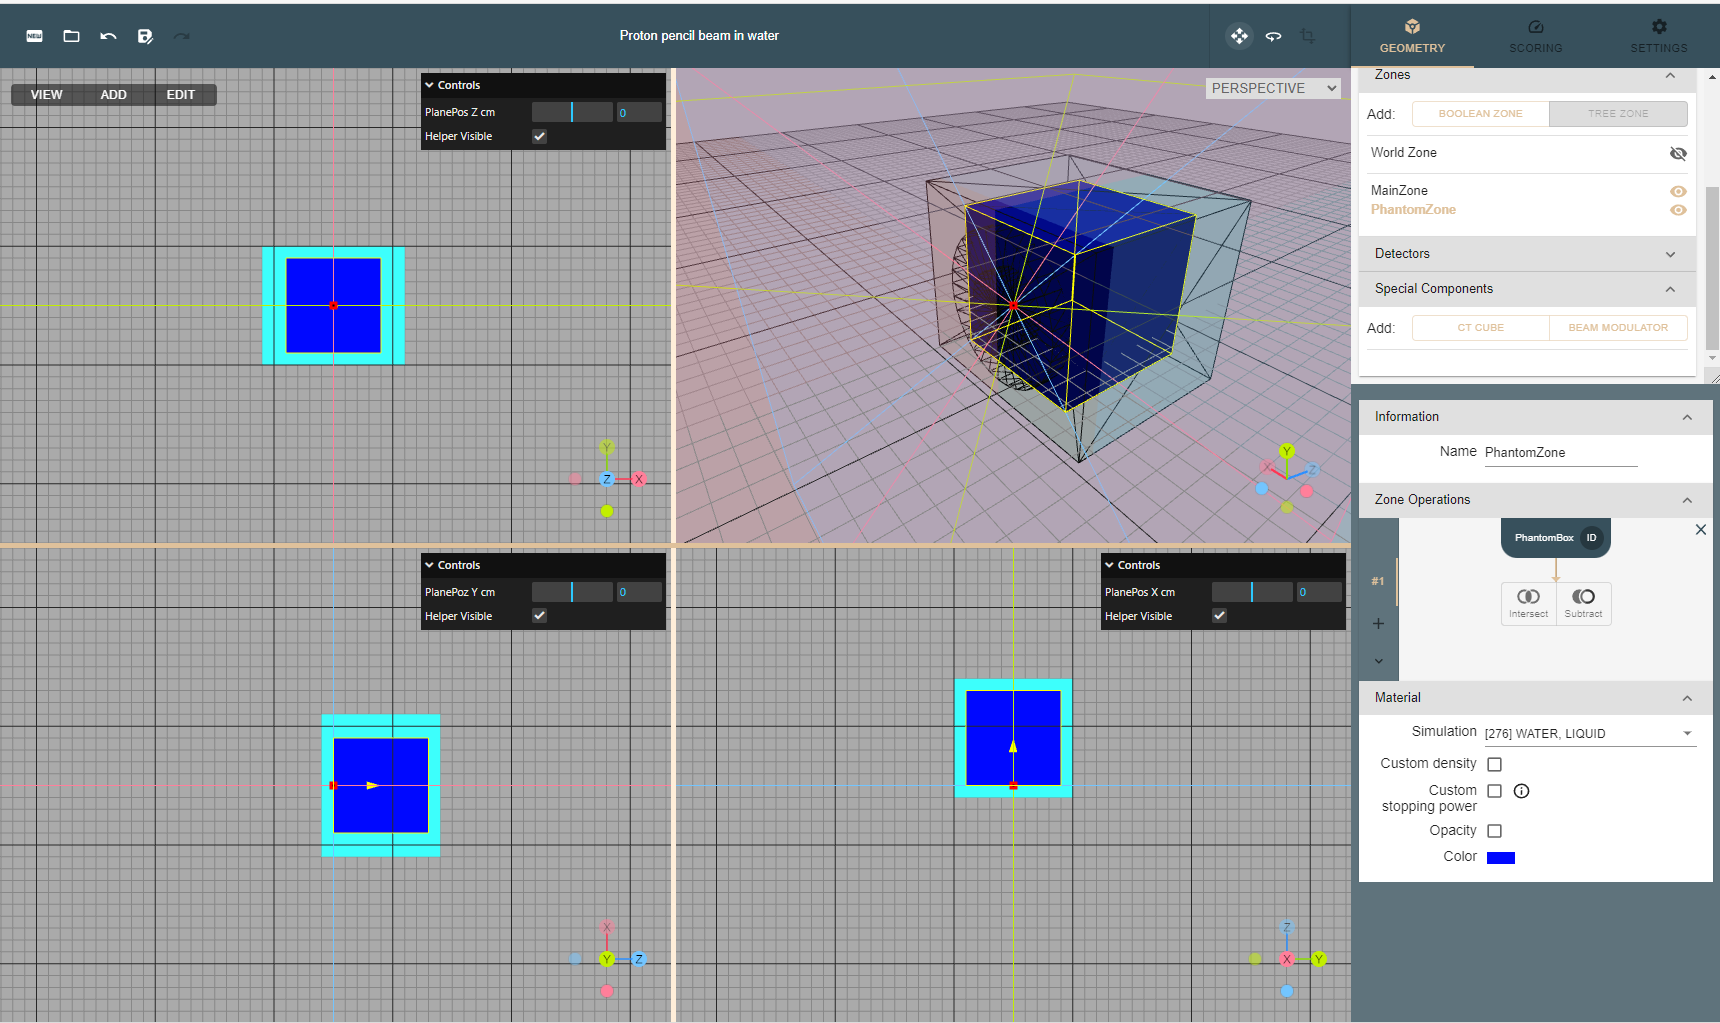 NEW
Proton pencil beam in water
GEOMETRY
SCORING
SETTINGS
VIEW
ADD
EDIT
Controls
PlanePos Z cm
0
Helper Visible
Y
Z
X
PERSPECTIVE
Y
X
Z
Controls
PlanePoz Y cm
0
Helper Visible
X
Y
Z
Controls
PlanePos X cm
0
Helper Visible
Z
X
Y
Zones
Add:
BOOLEAN ZONE
TREE ZONE
World Zone
MainZone
PhantomZone
Detectors
Special Components
Add:
CT CUBE
BEAM MODULATOR
Information
Name
PhantomZone
Zone Operations
#1
PhantomBox
ID
Intersect
Subtract
Material
Simulation
[276] WATER, LIQUID
Custom density
Custom
stopping power
Opacity
Color